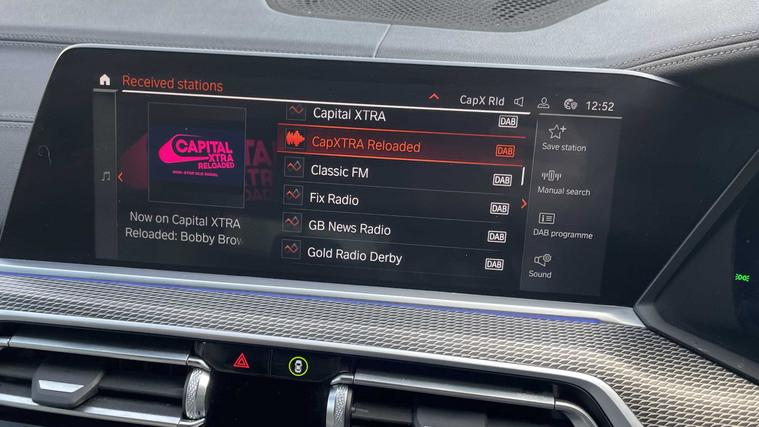 Received stations
CapX Rld
12:52
CAPITAL
XTRA
RELOADED
Now on Capital XTRA
Reloaded: Bobby Brow
Capital XTRA DAB
CapXTRA Reloaded DAB
Classic FM DAB
Fix Radio DAB
GB News Radio DAB
Gold Radio Derby DAB
Save station
Manual search
DAB programme
Sound